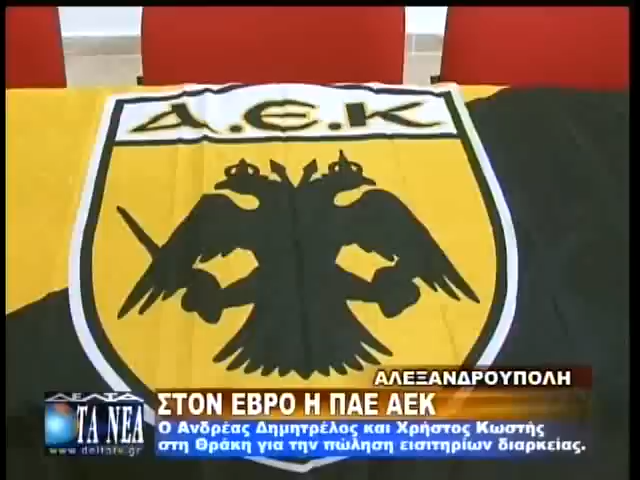 Α.Ε.Κ
ΑΛΕΞΑΝΔΡΟΥΠΟΛΗ
ΔΕΛΤΑ
ΤΑ ΝΕΑ
www.deltatv.gr
ΣΤΟΝ ΕΒΡΟ Η ΠΑΕ ΑΕΚ
Ο Ανδρέας Δημητρέλος και Χρήστος Κωστής
στη Θράκη για την πώληση εισιτηρίων διαρκείας.